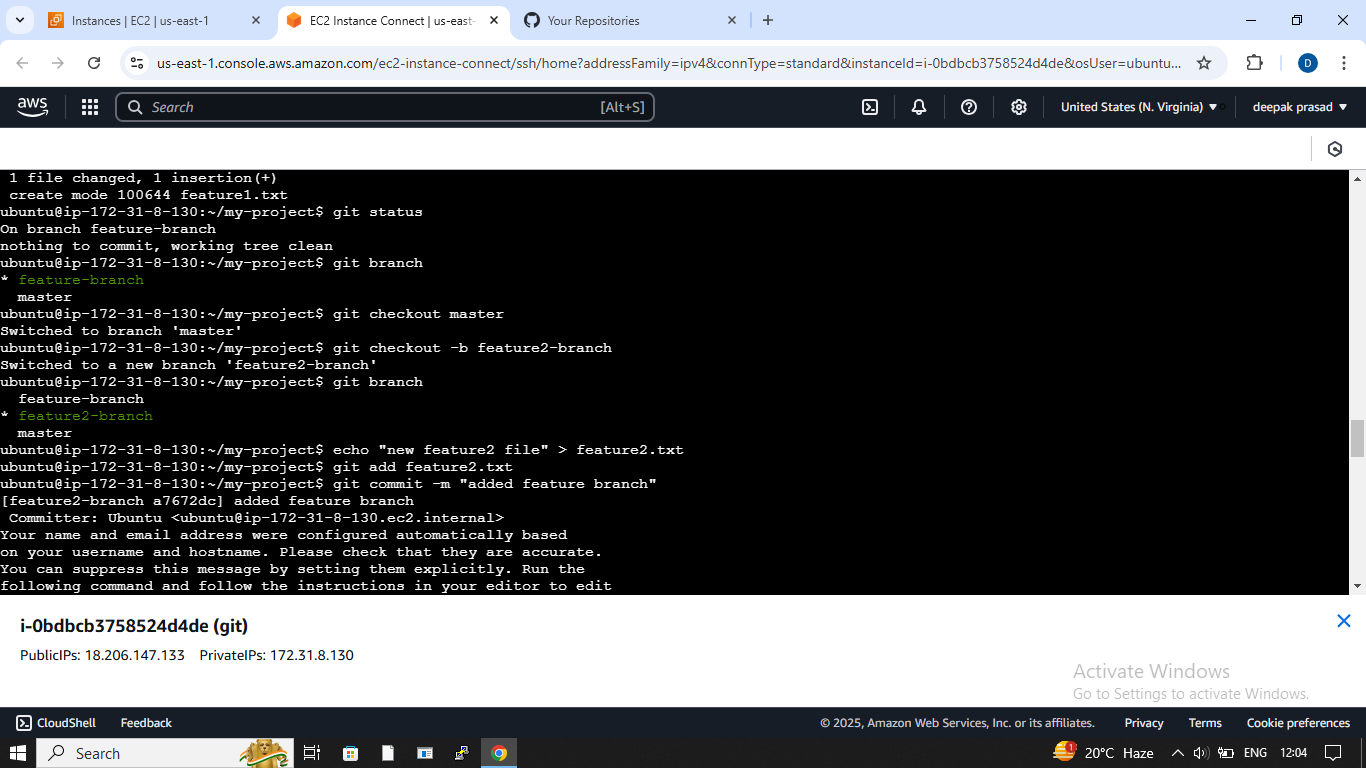 Instances | EC2 | us-east-1
EC2 Instance Connect | us-east-
Your Repositories
us-east-1.console.aws.amazon.com/ec2-instance-connect/ssh/home?addressFamily=ipv4&connType=standard&instanceId=i-0bdbcb3758524d4de&osUser=ubuntu...
D
aws
Search
[Alt+S]
United States (N. Virginia)
deepak prasad
1 file changed, 1 insertion(+)
create mode 100644 feature1.txt
ubuntu@ip-172-31-8-130:~/my-project$ git status
On branch feature-branch
nothing to commit, working tree clean
ubuntu@ip-172-31-8-130:~/my-project$ git branch
* feature-branch
master
ubuntu@ip-172-31-8-130:~/my-project$ git checkout master
Switched to branch 'master'
ubuntu@ip-172-31-8-130:~/my-project$ git checkout -b feature2-branch
Switched to a new branch 'feature2-branch'
ubuntu@ip-172-31-8-130:~/my-project$ git branch
feature-branch
* feature2-branch
master
ubuntu@ip-172-31-8-130:~/my-project$ echo "new feature2 file" > feature2.txt
ubuntu@ip-172-31-8-130:~/my-project$ git add feature2.txt
ubuntu@ip-172-31-8-130:~/my-project$ git commit -m "added feature branch"
[feature2-branch a7672dc] added feature branch
Committer: Ubuntu <ubuntu@ip-172-31-8-130.ec2.internal>
Your name and email address were configured automatically based
on your username and hostname. Please check that they are accurate.
You can suppress this message by setting them explicitly. Run the
following command and follow the instructions in your editor to edit
i-0bdbcb3758524d4de (git)
PublicIPs: 18.206.147.133 PrivateIPs: 172.31.8.130
Activate Windows
Go to Settings to activate Windows.
CloudShell
Feedback
© 2025, Amazon Web Services, Inc. or its affiliates.
Privacy
Terms
Cookie preferences
Search
1
20°C Haze
ENG
12:04